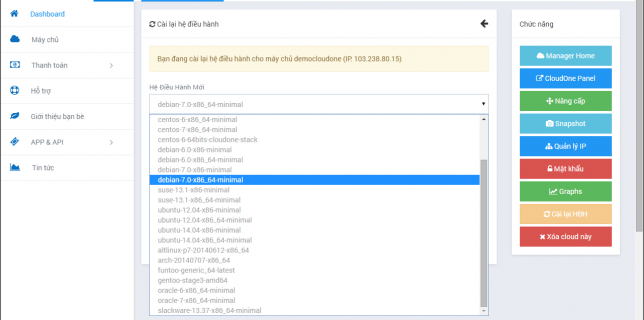 Dashboard
Máy chủ
Thanh toán
Hỗ trợ
Giới thiệu bạn bè
APP & API
Tin tức
Cài lại hệ điều hành
Bạn đang cài lại hệ điều hành cho máy chủ democloudone (IP. 103.238.80.15)
Hệ Điều Hành Mới
debian-7.0-x86_64-minimal
centos-6-x86_64-minimal
centos-7-x86_64-minimal
centos-6-64bits-cloudone-stack
debian-6.0-x86-minimal
debian-6.0-x86_64-minimal
debian-7.0-x86-minimal
debian-7.0-x86_64-minimal
suse-13.1-x86-minimal
suse-13.1-x86_64-minimal
ubuntu-12.04-x86-minimal
ubuntu-12.04-x86_64-minimal
ubuntu-14.04-x86-minimal
ubuntu-14.04-x86_64-minimal
altlinux-p7-20140612-x86_64
arch-20140707-x86_64
funtoo-generic_64-latest
gentoo-stage3-amd64
oracle-6-x86_64-minimal
oracle-7-x86_64-minimal
slackware-13.37-x86_64-minimal
Chức năng
Manager Home
CloudOne Panel
Nâng cấp
Snapshot
Quản lý IP
Mật khẩu
Graphs
Cài lại HĐH
Xóa cloud này